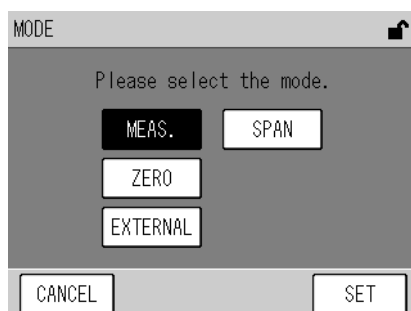 MODE
Please select the mode.
MEAS. SPAN
ZERO
EXTERNAL
CANCEL SET